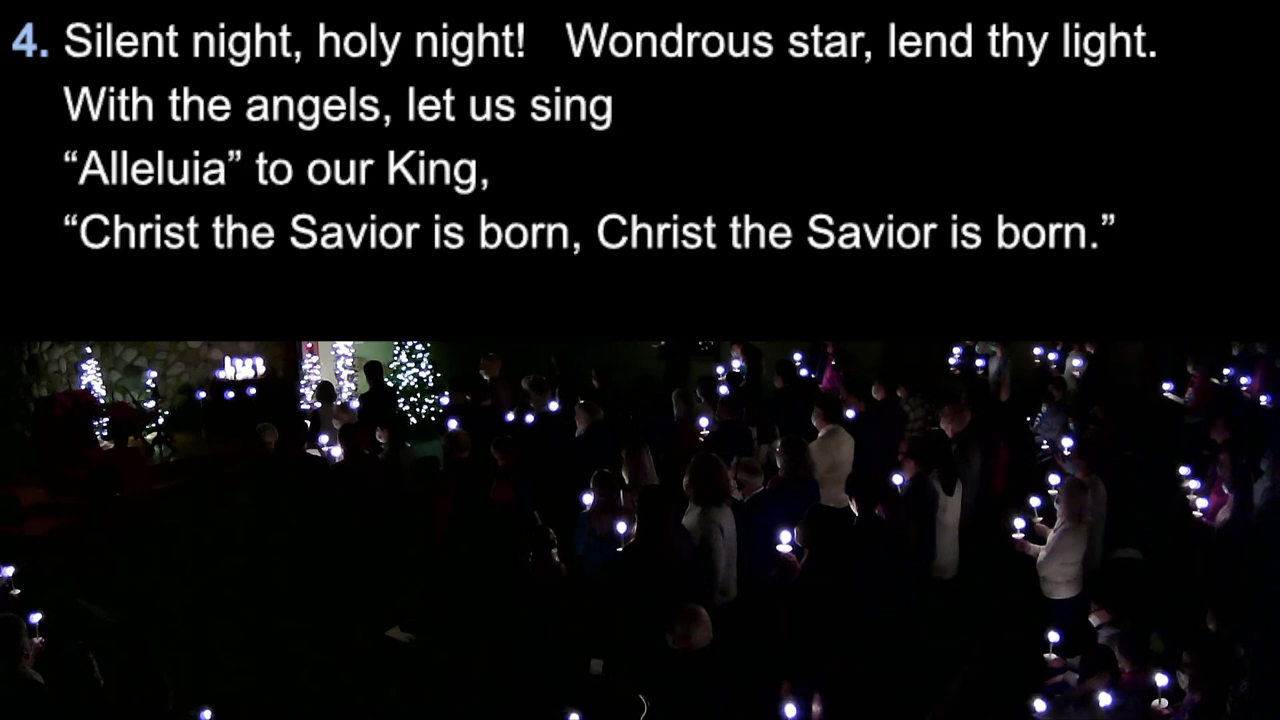 4. Silent night, holy night! Wondrous star, lend thy light.
With the angels, let us sing
“Alleluia” to our King,
“Christ the Savior is born, Christ the Savior is born.”